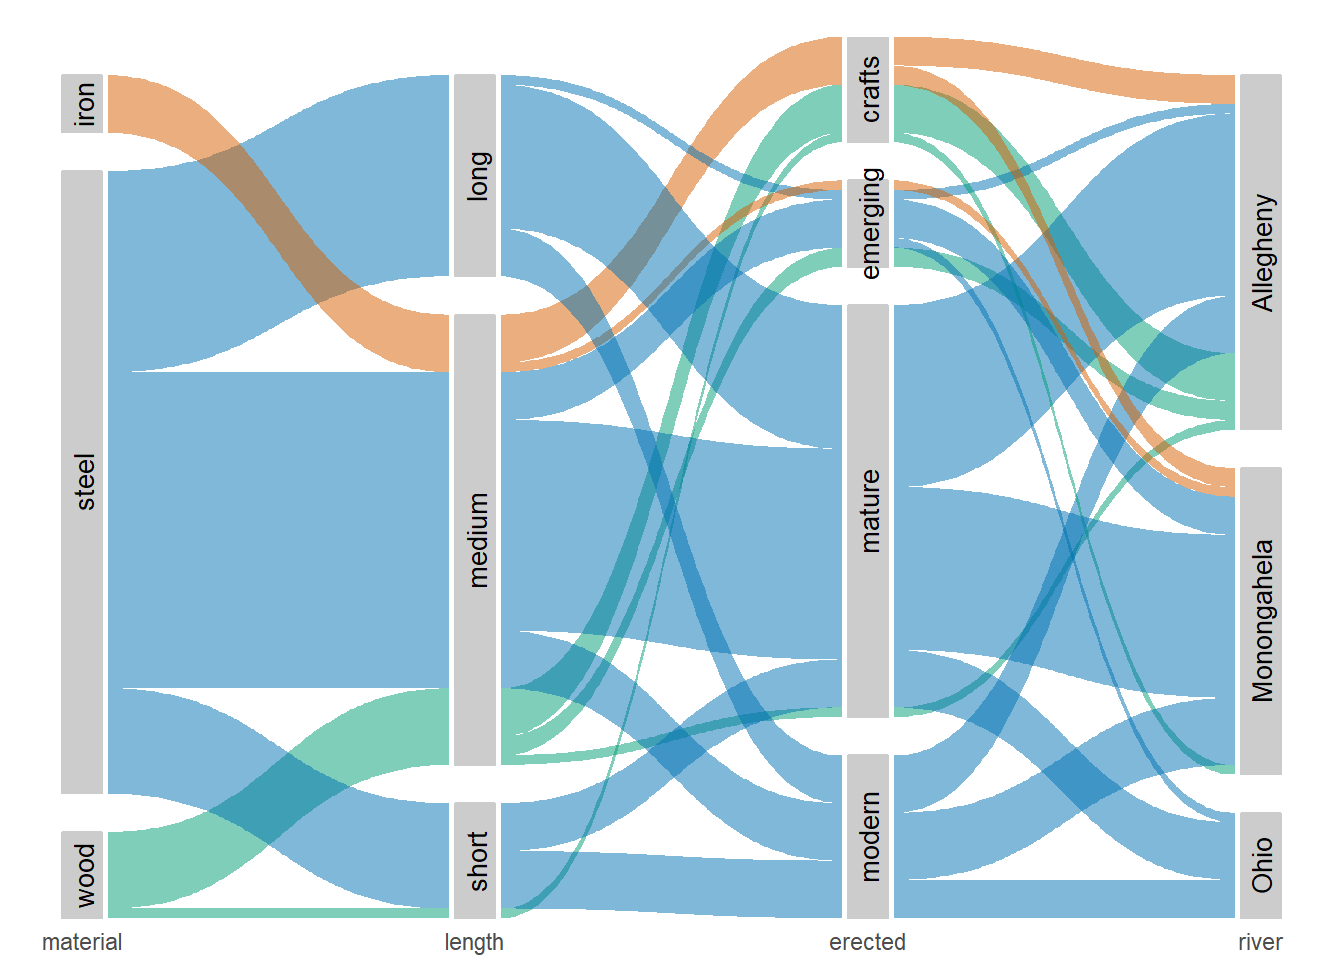 iron
steel
wood
long
medium
short
crafts
emerging
mature
modern
Allegheny
Monongahela
Ohio
material
length
erected
river